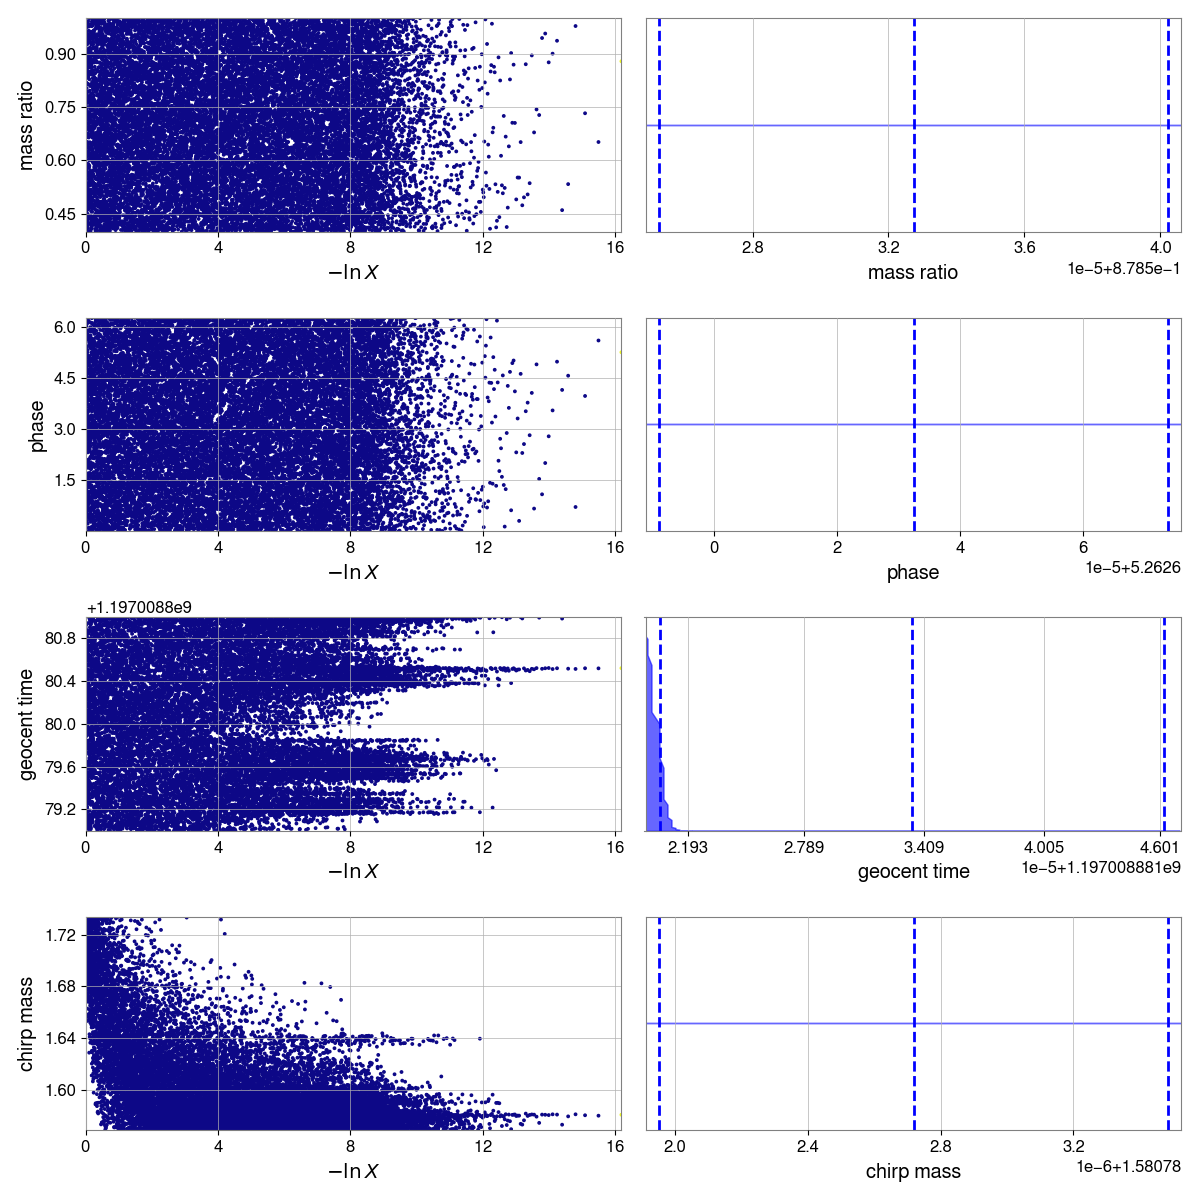 mass ratio
0.90
0.75
0.60
0.45
0 4 8 12 16
−ln X
2.8 3.2 3.6 4.0
mass ratio
1e−5+8.785e−1
phase
6.0
4.5
3.0
1.5
0 4 8 12 16
−ln X
0 2 4 6
phase
1e−5+5.2626
+1.1970088e9
geocent time
80.8
80.4
80.0
79.6
79.2
0 4 8 12 16
−ln X
2.193 2.789 3.409 4.005 4.601
geocent time
1e−5+1.197008881e9
chirp mass
1.72
1.68
1.64
1.60
0 4 8 12 16
−ln X
2.0 2.4 2.8 3.2
chirp mass
1e−6+1.58078